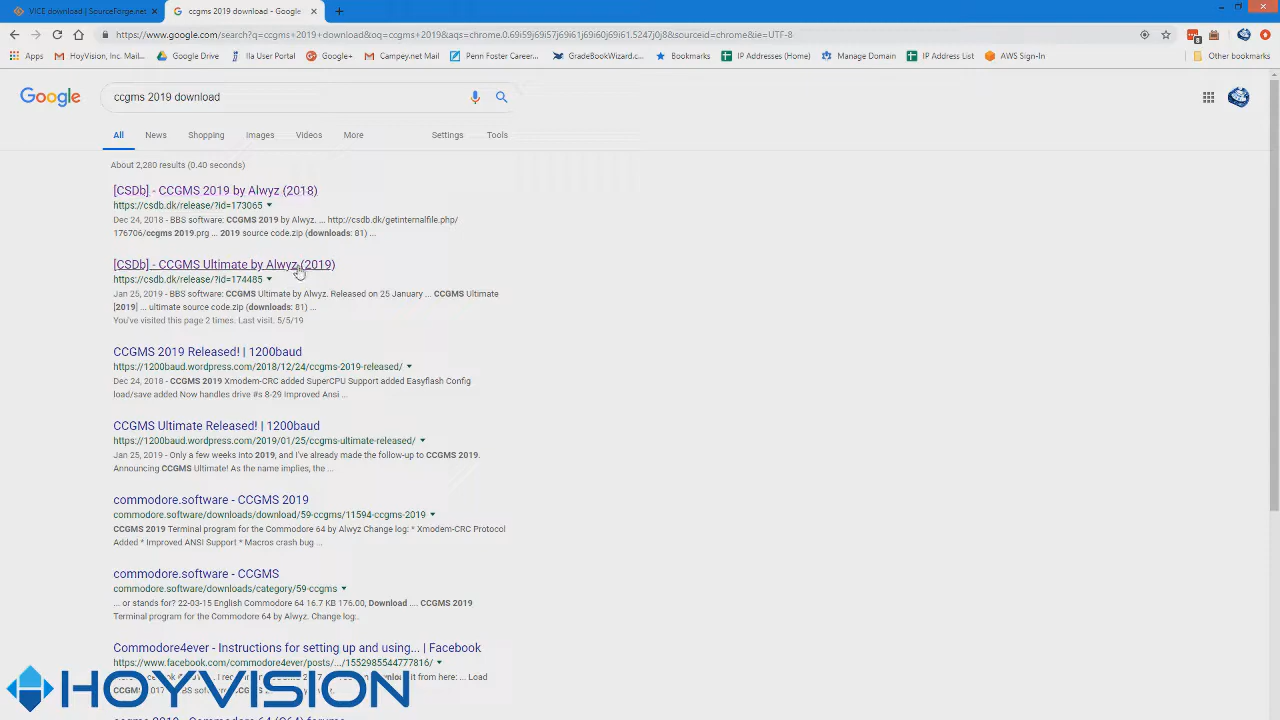 VICE download | SourceForge.net
ccgms 2019 download - Google
https://www.google.com/search?q=ccgms+2019+download&oq=ccgms+2019&aqs=chrome.0.69i59j69i57j69i61j69i60j69i61.5247j0j8&sourceid=chrome&ie=UTF-8
Apps
HoyVision, Inc. Mail...
Google Drive
IIa User Portal
Google+
Campey.net Mail
Penn Foster Career...
GradeBookWizard.c...
Bookmarks
IP Addresses (Home)
Manage Domain
IP Address List
AWS Sign-In
Other bookmarks
Google
ccgms 2019 download
All
News
Shopping
Images
Videos
More
Settings
Tools
About 2,280 results (0.40 seconds)
[CSDb] - CCGMS 2019 by Alwyz (2018)
https://csdb.dk/release/?id=173065
Dec 24, 2018 - BBS software: CCGMS 2019 by Alwyz. ... http://csdb.dk/getinternalfile.php/
176706/ccgms 2019.prg ... 2019 source code.zip (downloads: 81) ...
[CSDb] - CCGMS Ultimate by Alwyz (2019)
https://csdb.dk/release/?id=174485
Jan 25, 2019 - BBS software: CCGMS Ultimate by Alwyz. Released on 25 January ... CCGMS Ultimate
[2019] ... ultimate source code.zip (downloads: 81) ...
You've visited this page 2 times. Last visit: 5/5/19
CCGMS 2019 Released! | 1200baud
https://1200baud.wordpress.com/2018/12/24/ccgms-2019-released/
Dec 24, 2018 - CCGMS 2019 Xmodem-CRC added SuperCPU Support added Easyflash Config
load/save added Now handles drive #s 8-29 Improved Ansi ...
CCGMS Ultimate Released! | 1200baud
https://1200baud.wordpress.com/2019/01/25/ccgms-ultimate-released/
Jan 25, 2019 - Only a few weeks into 2019, and I've already made the follow-up to CCGMS 2019.
Announcing CCGMS Ultimate! As the name implies, the ...
commodore.software - CCGMS 2019
commodore.software/downloads/download/59-ccgms/11594-ccgms-2019
CCGMS 2019 Terminal program for the Commodore 64 by Alwyz Change log: * Xmodem-CRC Protocol
Added * Improved ANSI Support * Macros crash bug ...
commodore.software - CCGMS
commodore.software/downloads/category/59-ccgms
... or stands for? 22-03-15 English Commodore 64 16.7 KB 176.00, Download .... CCGMS 2019
Terminal program for the Commodore 64 by Alwyz Change log:.
Commodore4ever - Instructions for setting up and using... | Facebook
https://www.facebook.com/commodore4ever/posts/.../1552985544777816/
it from here: ... Load
HOYVISION